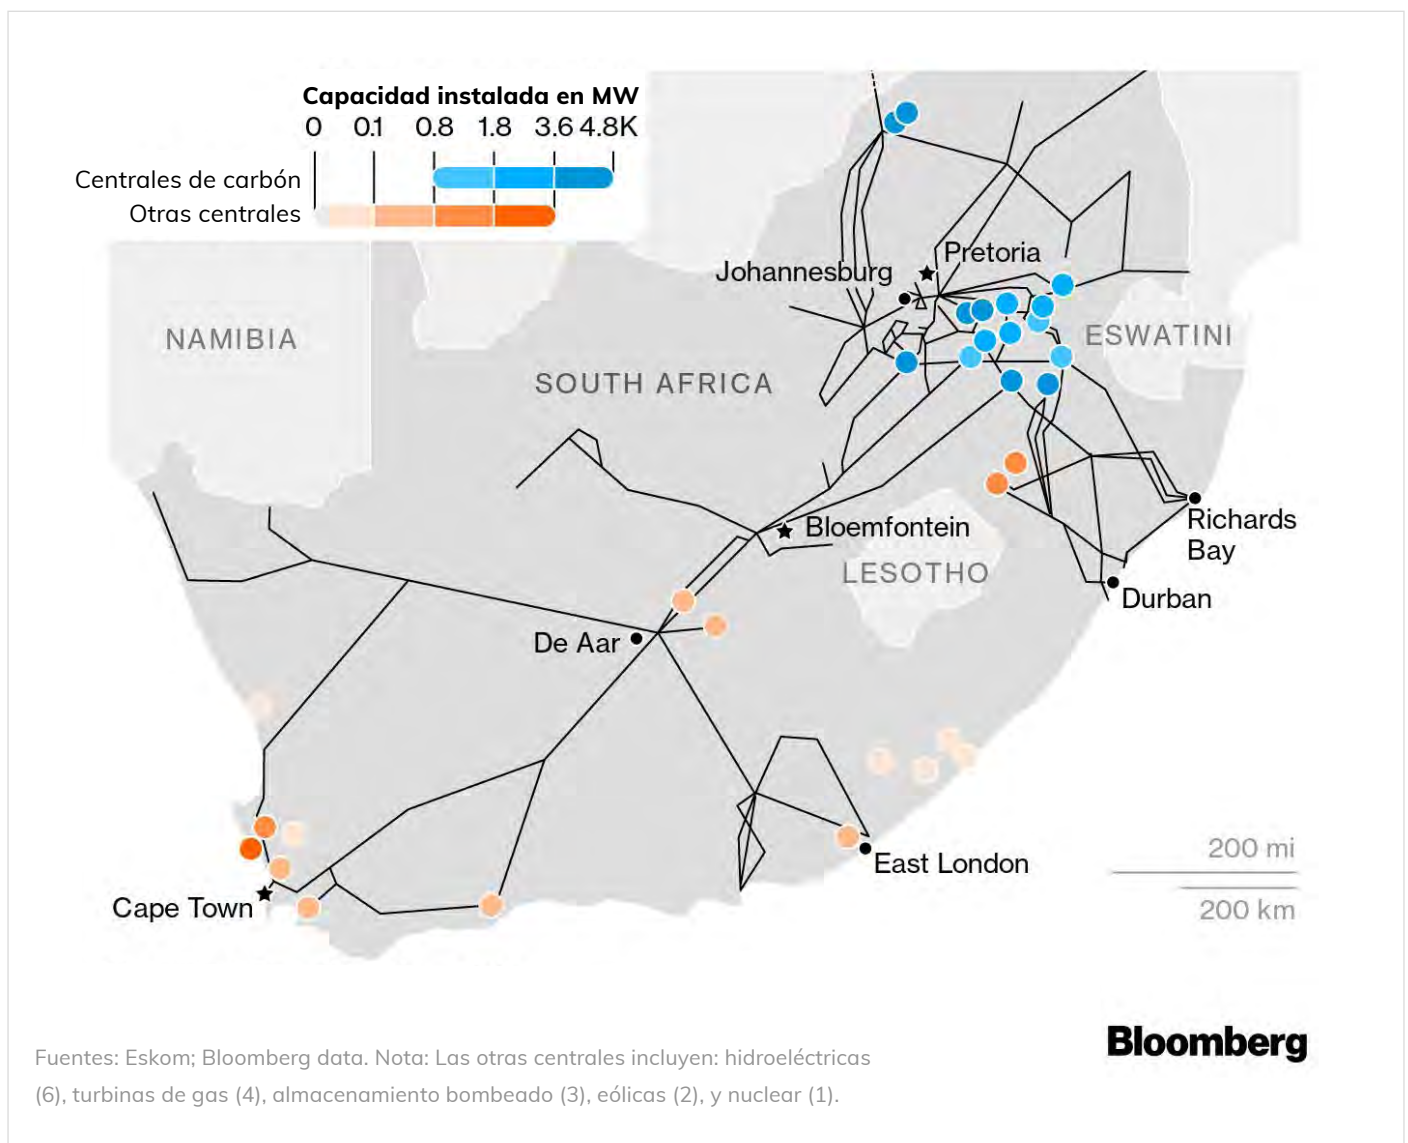 Capacidad instalada en MW
0 0.1 0.8 1.8 3.6 4.8K
Centrales de carbón
Otras centrales
Pretoria
Johannesburg
NAMIBIA
ESWATINI
SOUTH AFRICA
Richards
Bay
Bloemfontein
LESOTHO
Durban
De Aar
East London
200 mi
200 km
Cape Town
Bloomberg
Fuentes: Eskom; Bloomberg data. Nota: Las otras centrales incluyen: hidroeléctricas
(6), turbinas de gas (4), almacenamiento bombeado (3), eólicas (2), y nuclear (1).